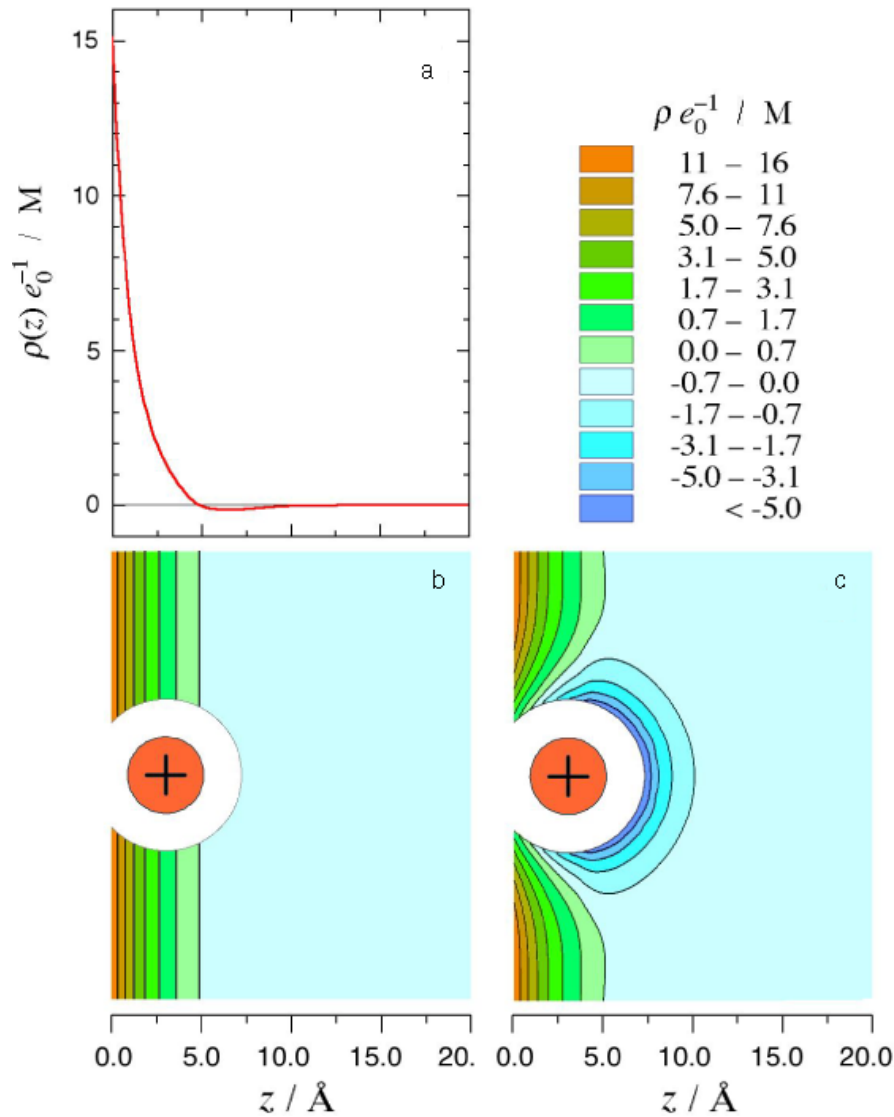 15
10
5
0
ρ(z) e₀⁻¹ / M
a
ρ e₀⁻¹ / M
11 – 16
7.6 – 11
5.0 – 7.6
3.1 – 5.0
1.7 – 3.1
0.7 – 1.7
0.0 – 0.7
-0.7 – 0.0
-1.7 – -0.7
-3.1 – -1.7
-5.0 – -3.1
< -5.0
b
+
0.0 5.0 10.0 15.0 20.
z / Å
c
+
0.0 5.0 10.0 15.0 20.
z / Å